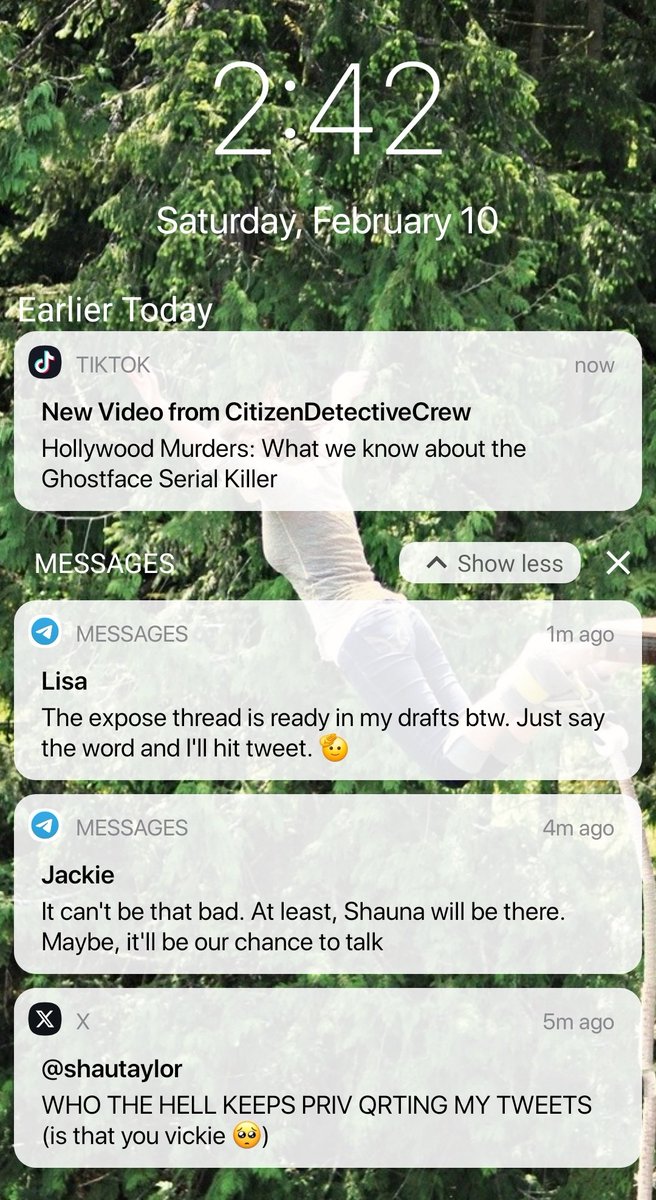 2:42
Saturday, February 10
Earlier Today
TIKTOK
now
New Video from CitizenDetectiveCrew
Hollywood Murders: What we know about the
Ghostface Serial Killer
MESSAGES
Show less
MESSAGES
1m ago
Lisa
The expose thread is ready in my drafts btw. Just say
the word and I'll hit tweet. 🫡
MESSAGES
4m ago
Jackie
It can't be that bad. At least, Shauna will be there.
Maybe, it'll be our chance to talk
X
5m ago
@shautaylor
WHO THE HELL KEEPS PRIV QRTING MY TWEETS
(is that you vickie 🥺)